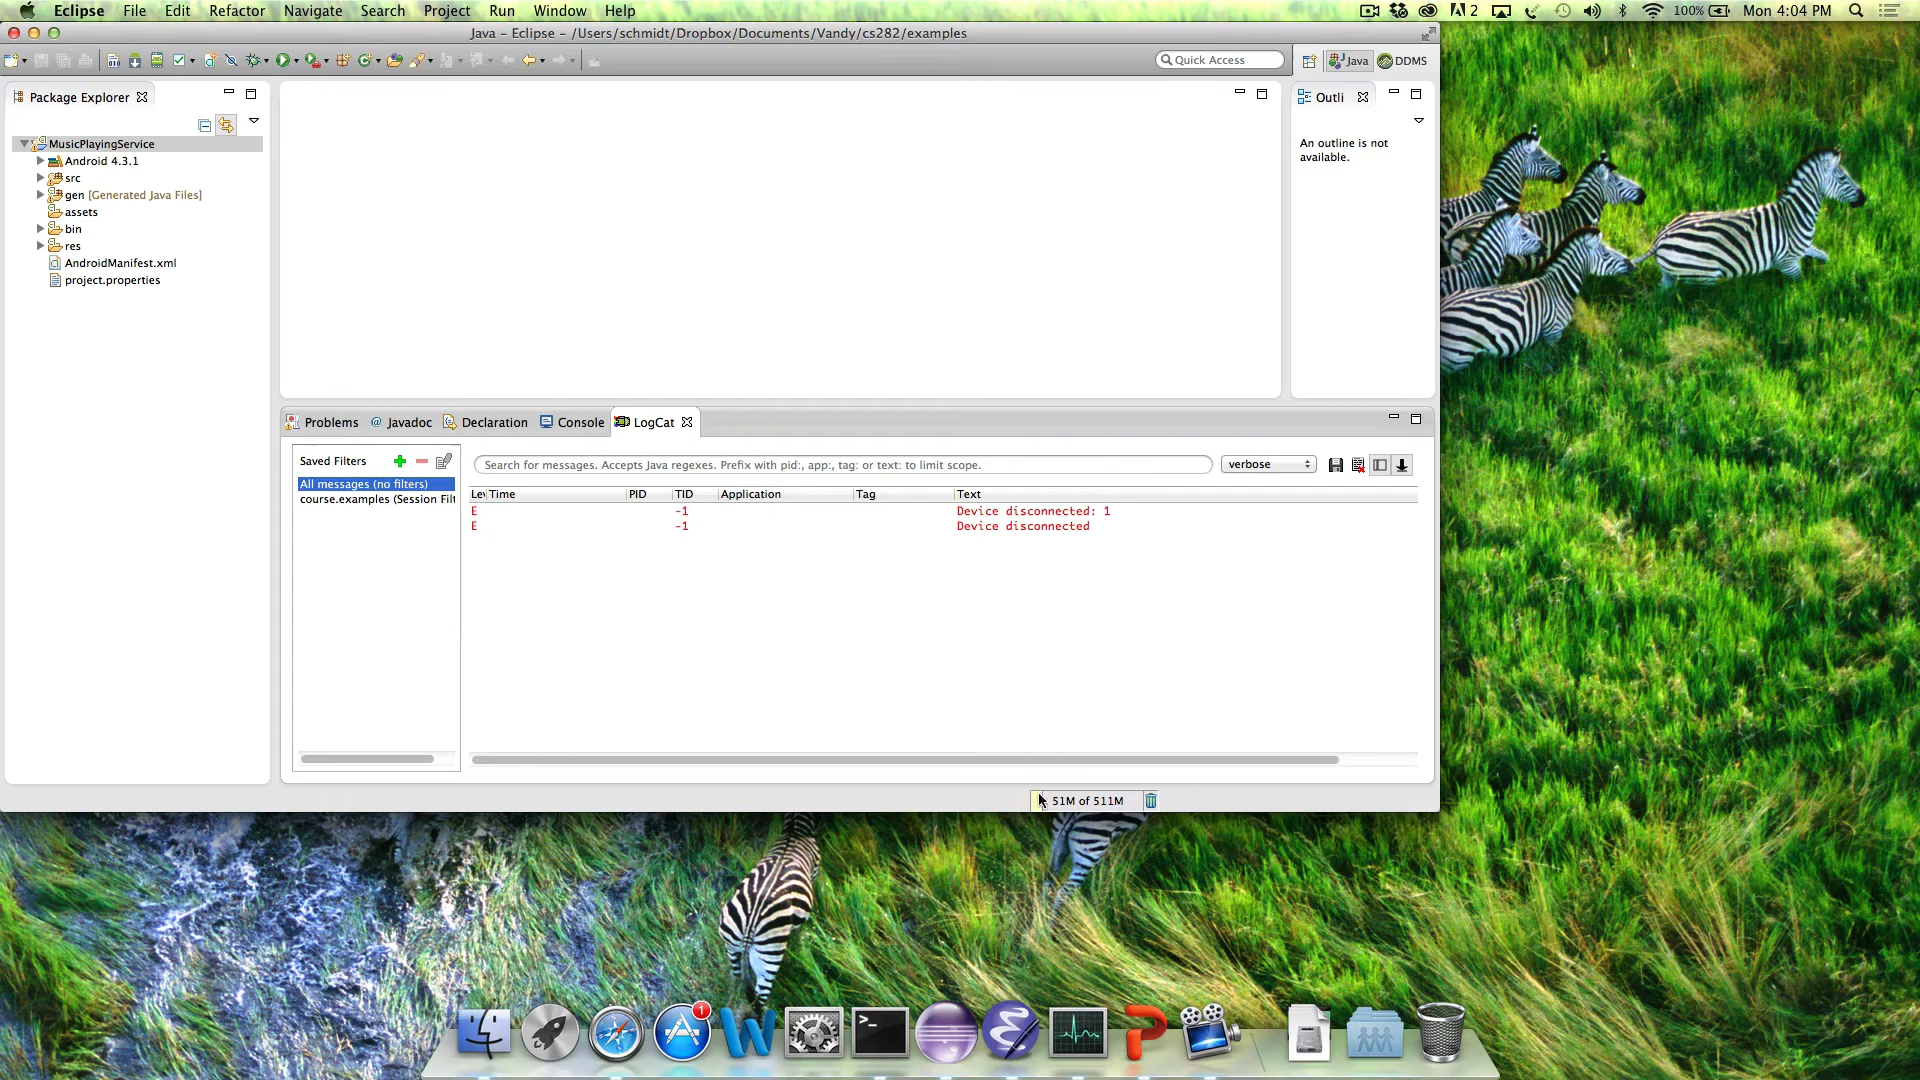 Eclipse File Edit Refactor Navigate Search Project Run Window Help 2 100% Mon 4:04 PM
Java – Eclipse – /Users/schmidt/Dropbox/Documents/Vandy/cs282/examples
Quick Access Java DDMS
Package Explorer
MusicPlayingService
Android 4.3.1
src
gen [Generated Java Files]
assets
bin
res
AndroidManifest.xml
project.properties
Outli
An outline is not
available.
Problems Javadoc Declaration Console LogCat
Saved Filters
All messages (no filters)
course.examples (Session Filt
Search for messages. Accepts Java regexes. Prefix with pid:, app:, tag: or text: to limit scope.
verbose
Lev Time PID TID Application Tag Text
E -1 Device disconnected: 1
E -1 Device disconnected
51M of 511M
1